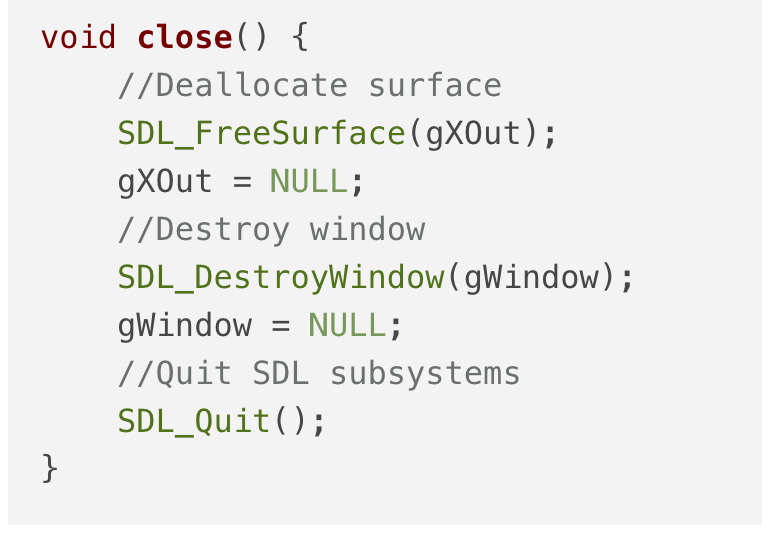 void close() {
    //Deallocate surface
    SDL_FreeSurface(gXOut);
    gXOut = NULL;
    //Destroy window
    SDL_DestroyWindow(gWindow);
    gWindow = NULL;
    //Quit SDL subsystems
    SDL_Quit();
}